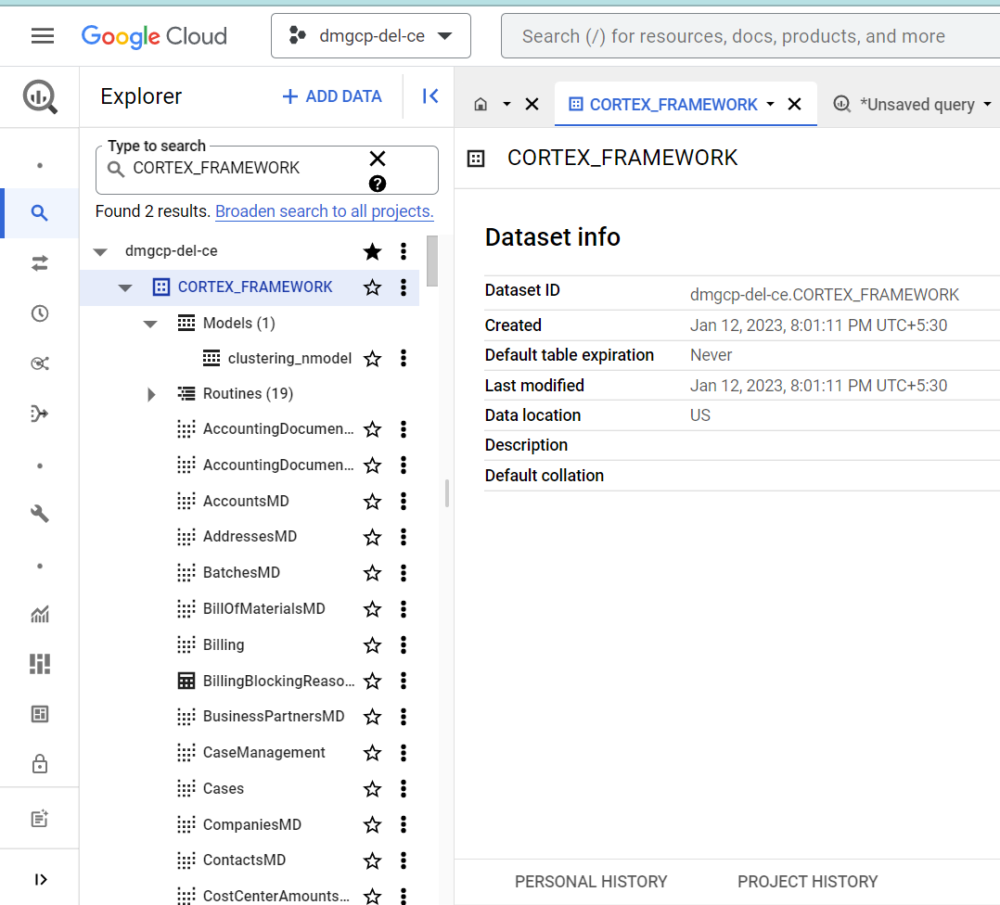 Google Cloud
dmgcp-del-ce
Search (/) for resources, docs, products, and more
Explorer
+ ADD DATA
CORTEX_FRAMEWORK
*Unsaved query
Type to search
CORTEX_FRAMEWORK
Found 2 results. Broaden search to all projects.
dmgcp-del-ce
CORTEX_FRAMEWORK
Models (1)
clustering_nmodel
Routines (19)
AccountingDocumen...
AccountingDocumen...
AccountsMD
AddressesMD
BatchesMD
BillOfMaterialsMD
Billing
BillingBlockingReaso...
BusinessPartnersMD
CaseManagement
Cases
CompaniesMD
ContactsMD
CostCenterAmounts...
CORTEX_FRAMEWORK
Dataset info
Dataset ID dmgcp-del-ce.CORTEX_FRAMEWORK
Created Jan 12, 2023, 8:01:11 PM UTC+5:30
Default table expiration Never
Last modified Jan 12, 2023, 8:01:11 PM UTC+5:30
Data location US
Description
Default collation
PERSONAL HISTORY PROJECT HISTORY